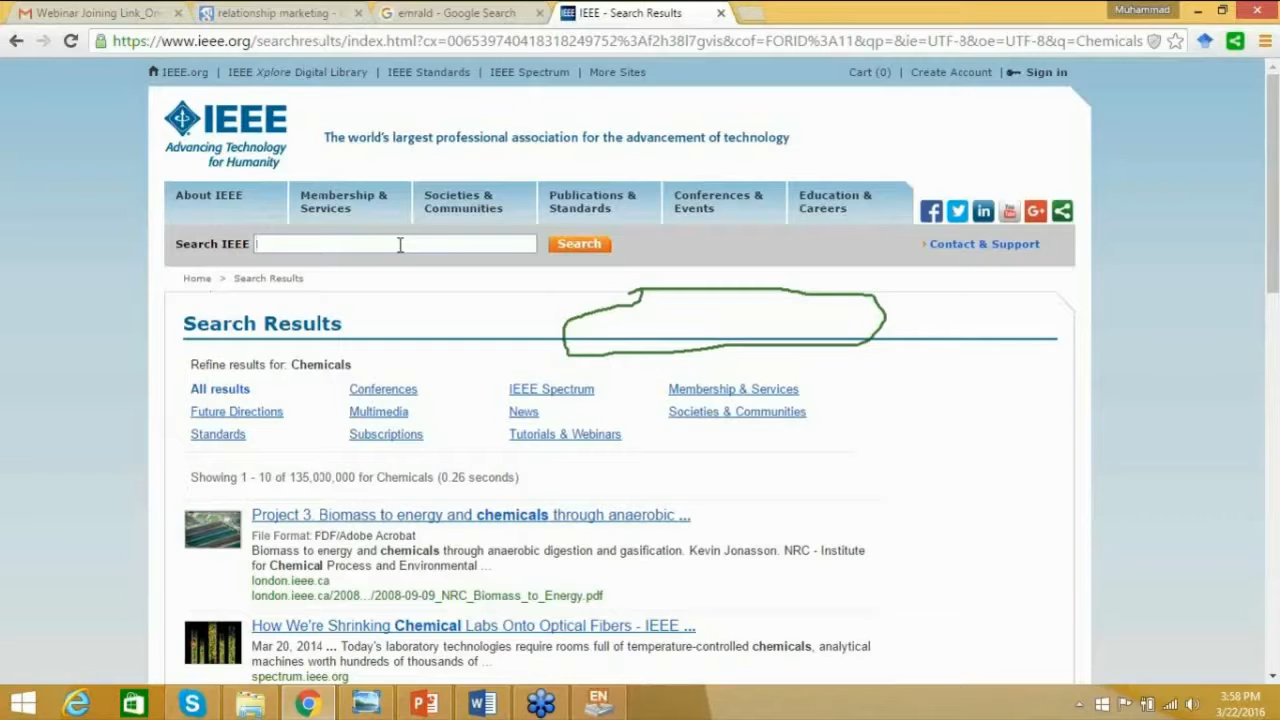 Webinar Joining Link_On
relationship marketing -
emrald - Google Search
IEEE - Search Results
Muhammad
https://www.ieee.org/searchresults/index.html?cx=006539740418318249752%3Af2h38l7gvis&cof=FORID%3A11&qp=&ie=UTF-8&oe=UTF-8&q=Chemicals
IEEE.org | IEEE Xplore Digital Library | IEEE Standards | IEEE Spectrum | More Sites
Cart (0) | Create Account | Sign in
IEEE
Advancing Technology
for Humanity
The world's largest professional association for the advancement of technology
About IEEE
Membership &
Services
Societies &
Communities
Publications &
Standards
Conferences &
Events
Education &
Careers
Search IEEE
Search
Contact & Support
Home > Search Results
Search Results
Refine results for: Chemicals
All results Conferences IEEE Spectrum Membership & Services
Future Directions Multimedia News Societies & Communities
Standards Subscriptions Tutorials & Webinars
Showing 1 - 10 of 135,000,000 for Chemicals (0.26 seconds)
Project 3. Biomass to energy and chemicals through anaerobic ...
File Format: PDF/Adobe Acrobat
Biomass to energy and chemicals through anaerobic digestion and gasification. Kevin Jonasson. NRC - Institute
for Chemical Process and Environmental ...
london.ieee.ca
london.ieee.ca/2008.../2008-09-09_NRC_Biomass_to_Energy.pdf
How We're Shrinking Chemical Labs Onto Optical Fibers - IEEE ...
Mar 20, 2014 ... Today's laboratory technologies require rooms full of temperature-controlled chemicals, analytical
machines worth hundreds of thousands of ...
spectrum.ieee.org
EN
3:58 PM
3/22/2016